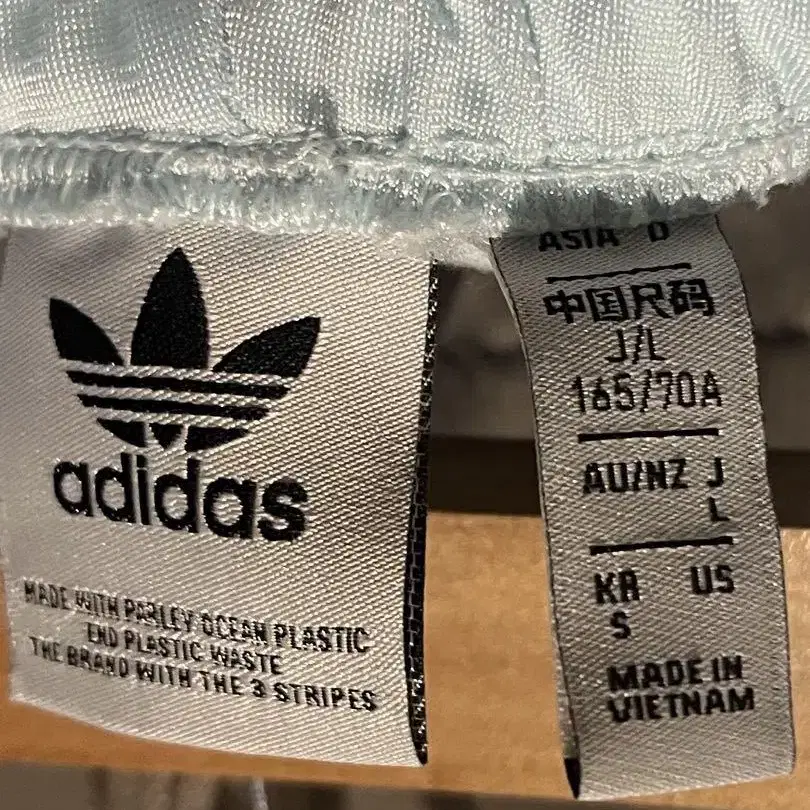 adidas
MADE WITH PARLEY OCEAN PLASTIC
END PLASTIC WASTE
THE BRAND WITH THE 3 STRIPES
ASIA O
中国尺码
J/L
165/70A
AU/NZ J
L
KR US
S
MADE IN
VIETNAM